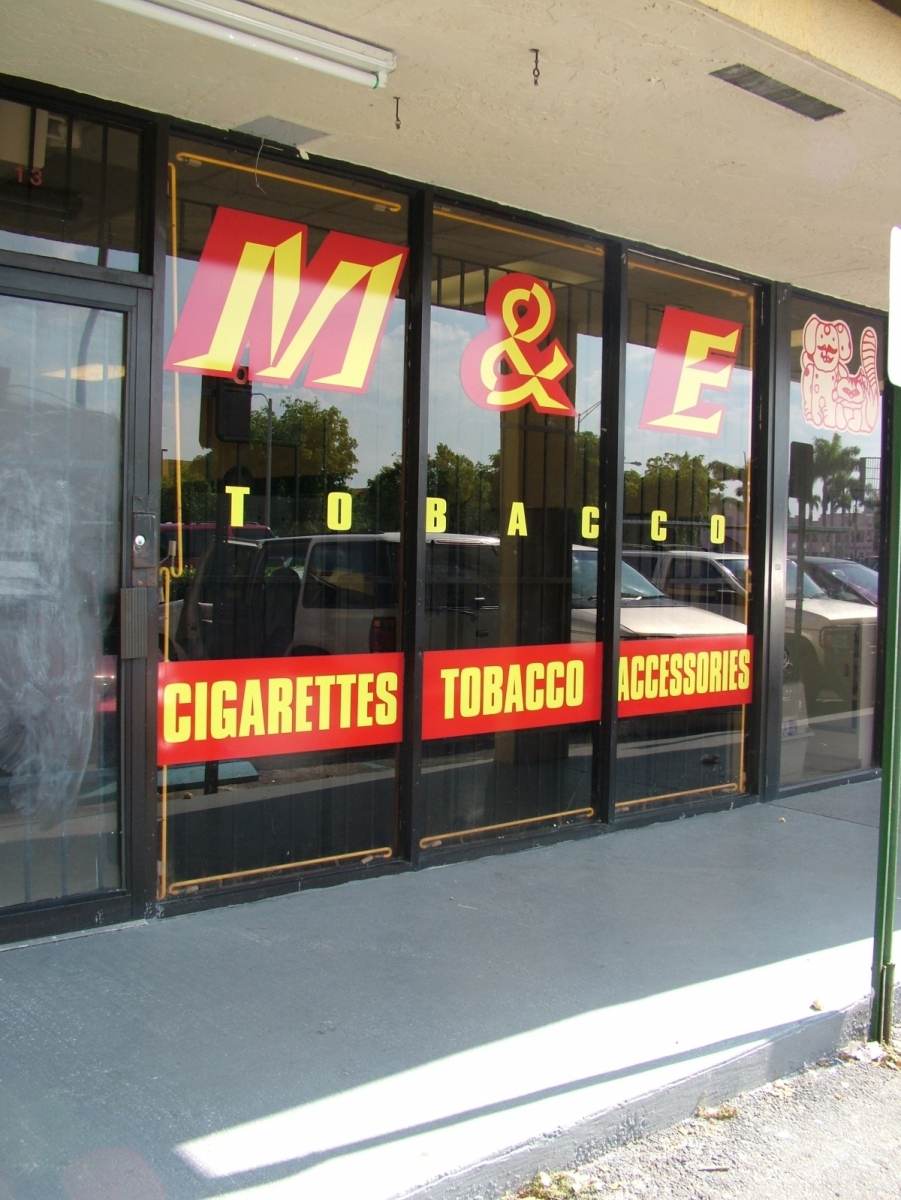 13
M & E
TOBACCO
CIGARETTES TOBACCO ACCESSORIES